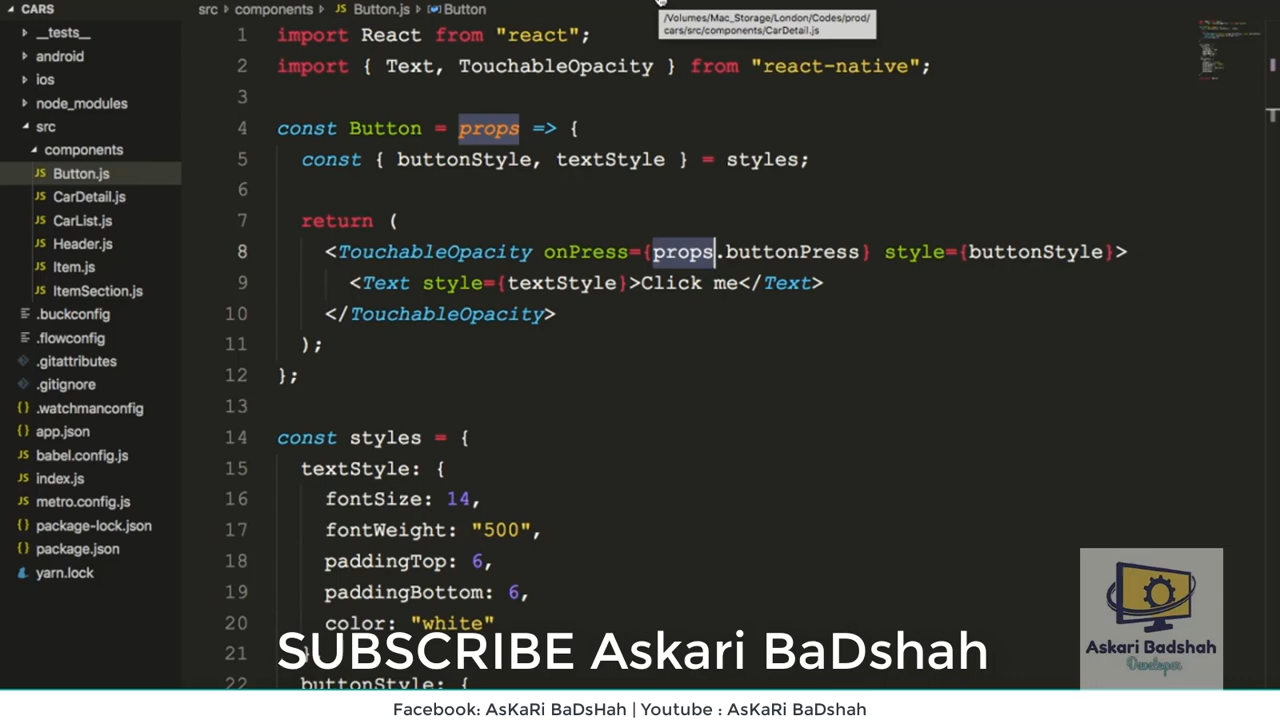 CARS
__tests__
android
ios
node_modules
src
components
JS Button.js
JS CarDetail.js
JS CarList.js
JS Header.js
JS Item.js
JS ItemSection.js
.buckconfig
.flowconfig
.gitattributes
.gitignore
{} .watchmanconfig
{} app.json
JS babel.config.js
JS index.js
JS metro.config.js
{} package-lock.json
{} package.json
yarn.lock
src › components › JS Button.js › Button
/Volumes/Mac_Storage/London/Codes/prod/
cars/src/components/CarDetail.js
1 import React from "react";
2 import { Text, TouchableOpacity } from "react-native";
3
4 const Button = props => {
5 const { buttonStyle, textStyle } = styles;
6
7 return (
8 <TouchableOpacity onPress={props.buttonPress} style={buttonStyle}>
9 <Text style={textStyle}>Click me</Text>
10 </TouchableOpacity>
11 );
12 };
13
14 const styles = {
15 textStyle: {
16 fontSize: 14,
17 fontWeight: "500",
18 paddingTop: 6,
19 paddingBottom: 6,
20 color: "white"
21
22 buttonStyle: {
SUBSCRIBE Askari BaDshah
Askari Badshah
Developer
Facebook: AsKaRi BaDsHah | Youtube : AsKaRi BaDshah